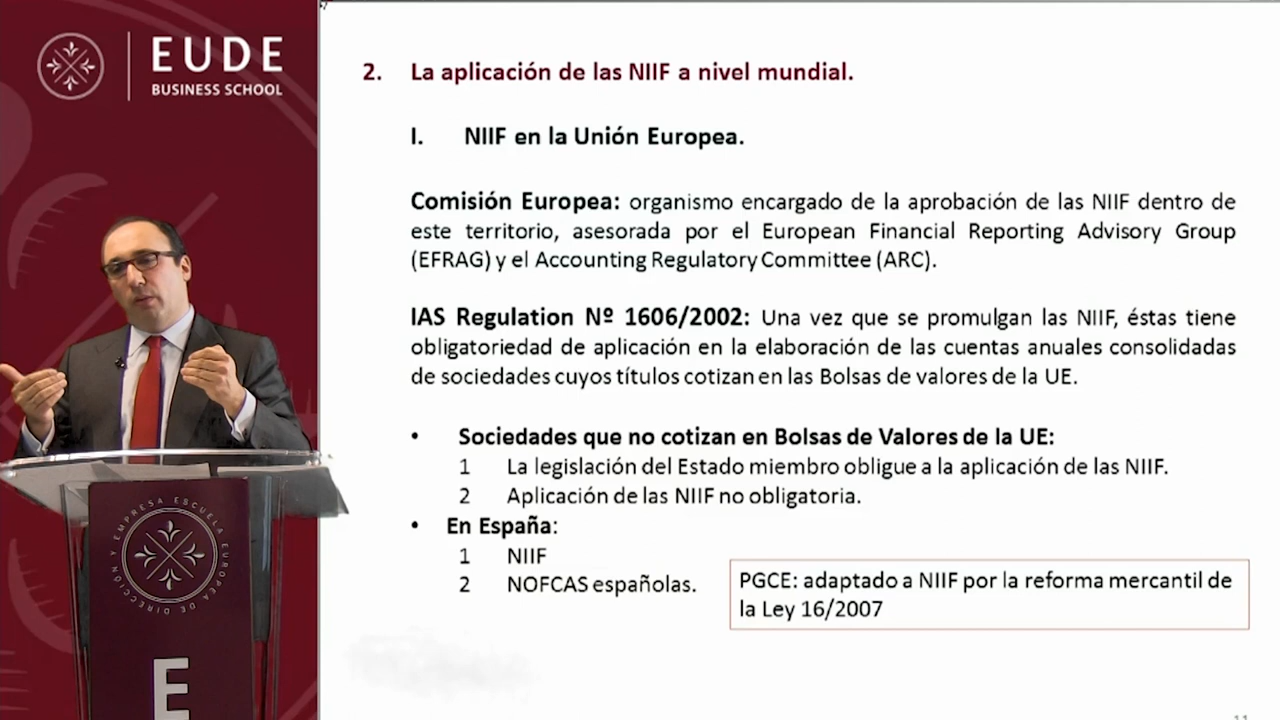 EUDE
BUSINESS SCHOOL
2. La aplicación de las NIIF a nivel mundial.
I. NIIF en la Unión Europea.
Comisión Europea: organismo encargado de la aprobación de las NIIF dentro de
este territorio, asesorada por el European Financial Reporting Advisory Group
(EFRAG) y el Accounting Regulatory Committee (ARC).
IAS Regulation Nº 1606/2002: Una vez que se promulgan las NIIF, éstas tiene
obligatoriedad de aplicación en la elaboración de las cuentas anuales consolidadas
de sociedades cuyos títulos cotizan en las Bolsas de valores de la UE.
• Sociedades que no cotizan en Bolsas de Valores de la UE:
1 La legislación del Estado miembro obligue a la aplicación de las NIIF.
2 Aplicación de las NIIF no obligatoria.
• En España:
1 NIIF
2 NOFCAS españolas.
PGCE: adaptado a NIIF por la reforma mercantil de
la Ley 16/2007
ESCUELA EUROPEA DE DIRECCIÓN Y EMPRESA
E